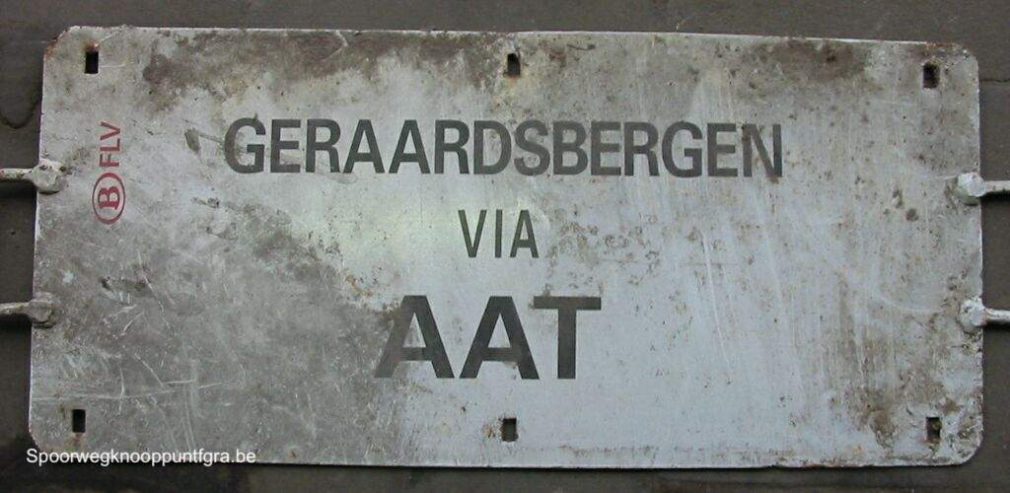 GERAARDSBERGEN
VIA
AAT
B FLV
Spoorwegknooppuntfgra.be